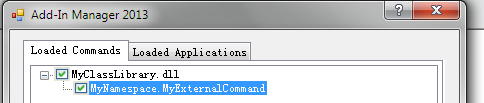 Add-In Manager 2013
Loaded Commands Loaded Applications
MyClassLibrary.dll
MyNamespace.MyExternalCommand